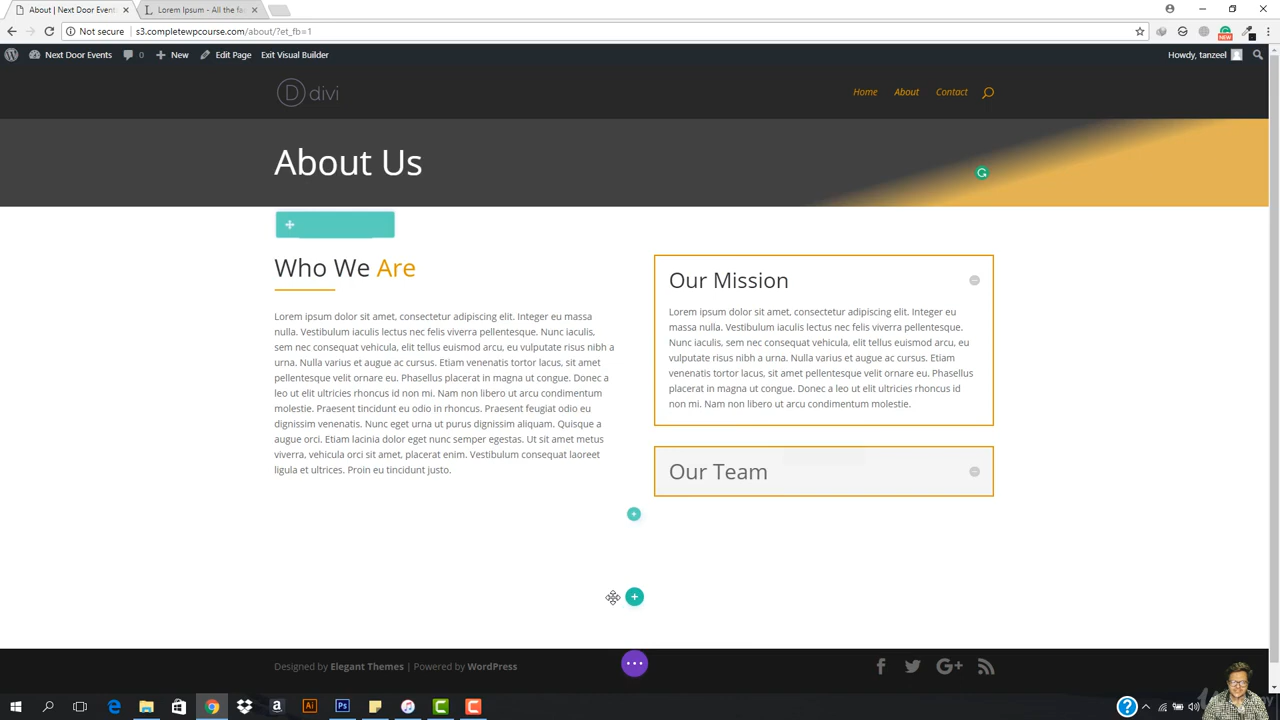 About | Next Door Event
Lorem Ipsum - All the fa
Not secure | s3.completewpcourse.com/about/?et_fb=1
NEW
Next Door Events 0 New Edit Page Exit Visual Builder Howdy, tanzeel
D divi Home About Contact
About Us
Who We Are
Lorem ipsum dolor sit amet, consectetur adipiscing elit. Integer eu massa
nulla. Vestibulum iaculis lectus nec felis viverra pellentesque. Nunc iaculis,
sem nec consequat vehicula, elit tellus euismod arcu, eu vulputate risus nibh a
urna. Nulla varius et augue ac cursus. Etiam venenatis tortor lacus, sit amet
pellentesque velit ornare eu. Phasellus placerat in magna ut congue. Donec a
leo ut elit ultricies rhoncus id non mi. Nam non libero ut arcu condimentum
molestie. Praesent tincidunt eu odio in rhoncus. Praesent feugiat odio eu
dignissim venenatis. Nunc eget urna ut purus dignissim aliquam. Quisque a
augue orci. Etiam lacinia dolor eget nunc semper egestas. Ut sit amet metus
viverra, vehicula orci sit amet, placerat enim. Vestibulum consequat laoreet
ligula et ultrices. Proin eu tincidunt justo.
Our Mission
Lorem ipsum dolor sit amet, consectetur adipiscing elit. Integer eu
massa nulla. Vestibulum iaculis lectus nec felis viverra pellentesque.
Nunc iaculis, sem nec consequat vehicula, elit tellus euismod arcu, eu
vulputate risus nibh a urna. Nulla varius et augue ac cursus. Etiam
venenatis tortor lacus, sit amet pellentesque velit ornare eu. Phasellus
placerat in magna ut congue. Donec a leo ut elit ultricies rhoncus id
non mi. Nam non libero ut arcu condimentum molestie.
Our Team
Designed by Elegant Themes | Powered by WordPress